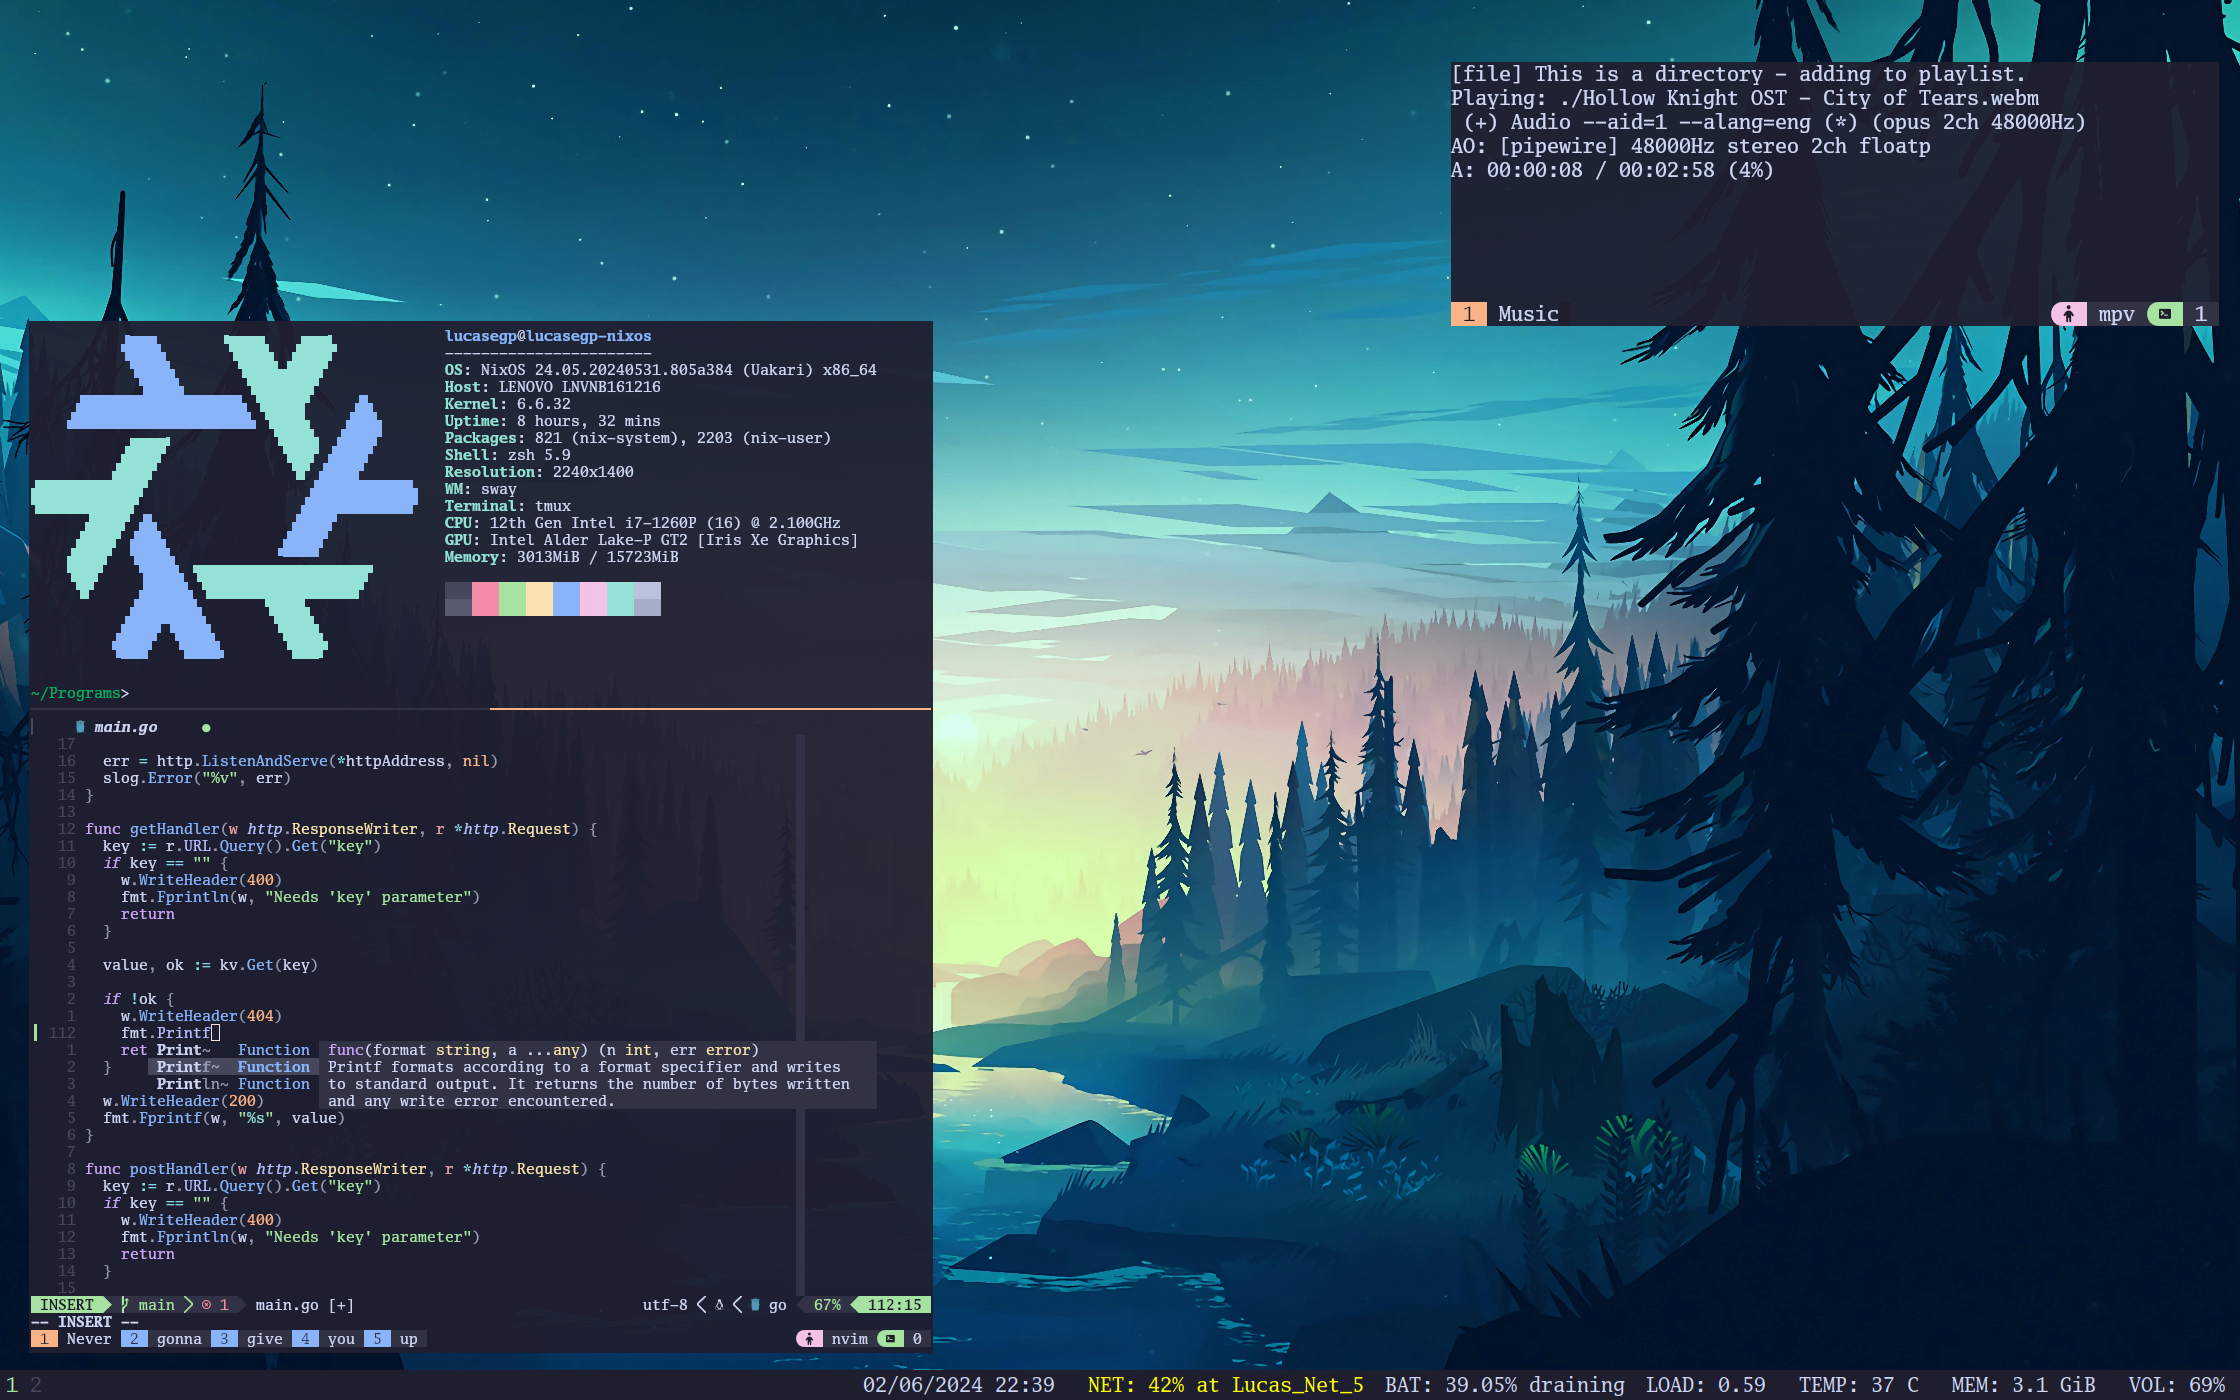 [file] This is a directory - adding to playlist.
Playing: ./Hollow Knight OST - City of Tears.webm
(+) Audio --aid=1 --alang=eng (*) (opus 2ch 48000Hz)
AO: [pipewire] 48000Hz stereo 2ch floatp
A: 00:00:08 / 00:02:58 (4%)
1 Music mpv 1
lucasegp@lucasegp-nixos
-----------------------
OS: NixOS 24.05.20240531.805a384 (Uakari) x86_64
Host: LENOVO LNVNB161216
Kernel: 6.6.32
Uptime: 8 hours, 32 mins
Packages: 821 (nix-system), 2203 (nix-user)
Shell: zsh 5.9
Resolution: 2240x1400
WM: sway
Terminal: tmux
CPU: 12th Gen Intel i7-1260P (16) @ 2.100GHz
GPU: Intel Alder Lake-P GT2 [Iris Xe Graphics]
Memory: 3013MiB / 15723MiB
~/Programs>
main.go ●
17
16 err = http.ListenAndServe(*httpAddress, nil)
15 slog.Error("%v", err)
14 }
13
12 func getHandler(w http.ResponseWriter, r *http.Request) {
11 key := r.URL.Query().Get("key")
10 if key == "" {
9 w.WriteHeader(400)
8 fmt.Fprintln(w, "Needs 'key' parameter")
7 return
6 }
5
4 value, ok := kv.Get(key)
3
2 if !ok {
1 w.WriteHeader(404)
112 fmt.Printf
1 ret Print~ Function func(format string, a ...any) (n int, err error)
2 } Printf~ Function Printf formats according to a format specifier and writes
3 Println~ Function to standard output. It returns the number of bytes written
4 w.WriteHeader(200) and any write error encountered.
5 fmt.Fprintf(w, "%s", value)
6 }
7
8 func postHandler(w http.ResponseWriter, r *http.Request) {
9 key := r.URL.Query().Get("key")
10 if key == "" {
11 w.WriteHeader(400)
12 fmt.Fprintln(w, "Needs 'key' parameter")
13 return
14 }
15
INSERT main 1 main.go [+] utf-8 go 67% 112:15
-- INSERT --
1 Never 2 gonna 3 give 4 you 5 up nvim 0
1 2 02/06/2024 22:39 NET: 42% at Lucas_Net_5 BAT: 39.05% draining LOAD: 0.59 TEMP: 37 C MEM: 3.1 GiB VOL: 69%